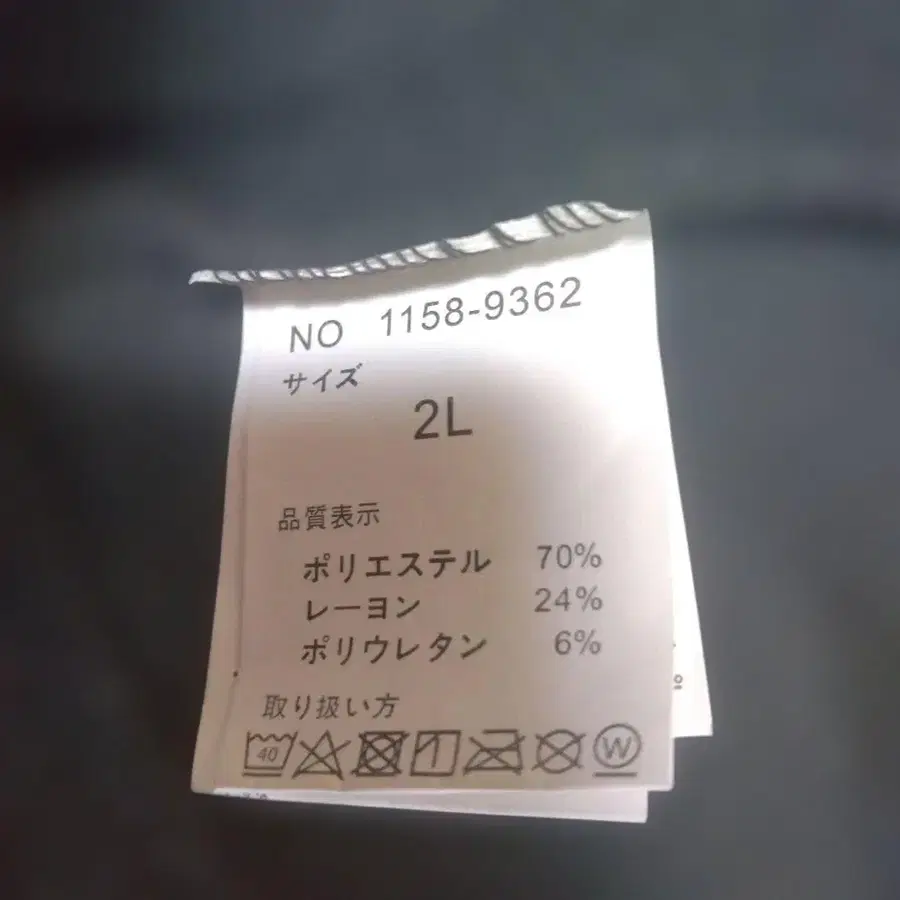 NO 1158-9362
サイズ
2L
品質表示
ポリエステル 70%
レーヨン 24%
ポリウレタン 6%
取り扱い方
40
W